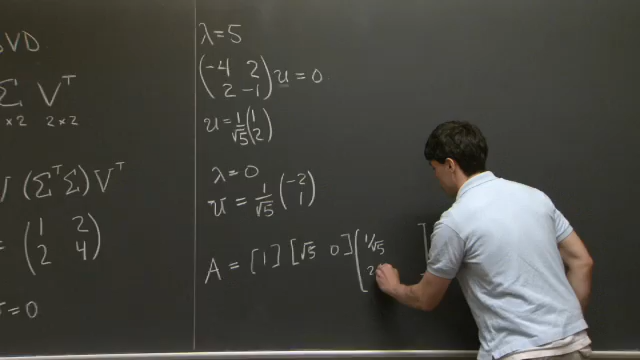 SVD
Σ V^T
×2 2×2
(Σ^T Σ) V^T
= (1 2
2 4)
= 0
λ = 5
(-4 2
2 -1) u = 0
u = 1/√5 (1
2)
λ = 0
u = 1/√5 (-2
1)
A = [1] [√5 0] [1/√5
2